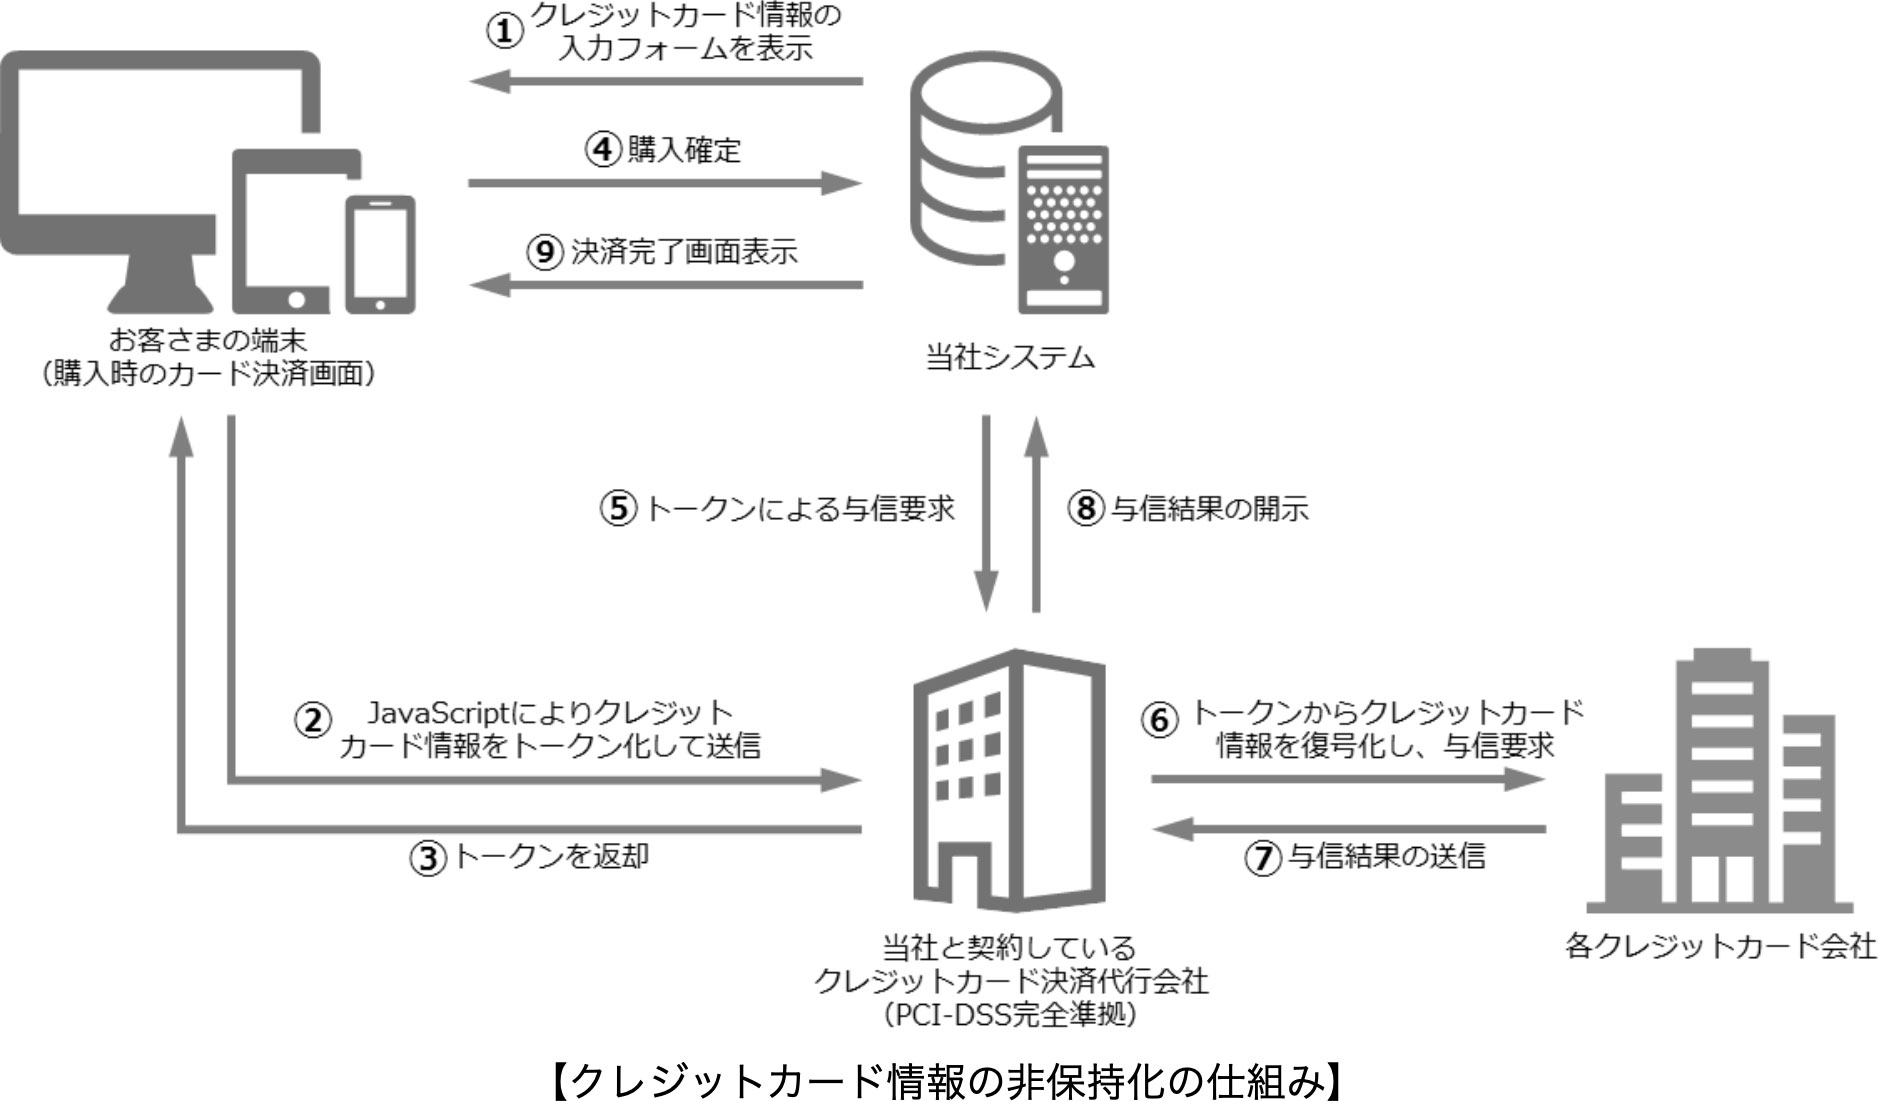 ① クレジットカード情報の
入力フォームを表示
④ 購入確定
⑨ 決済完了画面表示
お客さまの端末
（購入時のカード決済画面）
当社システム
⑤ トークンによる与信要求
⑧ 与信結果の開示
② JavaScriptによりクレジット
カード情報をトークン化して送信
③ トークンを返却
⑥ トークンからクレジットカード
情報を復号化し、与信要求
⑦ 与信結果の送信
当社と契約している
クレジットカード決済代行会社
（PCI-DSS完全準拠）
各クレジットカード会社
【クレジットカード情報の非保持化の仕組み】